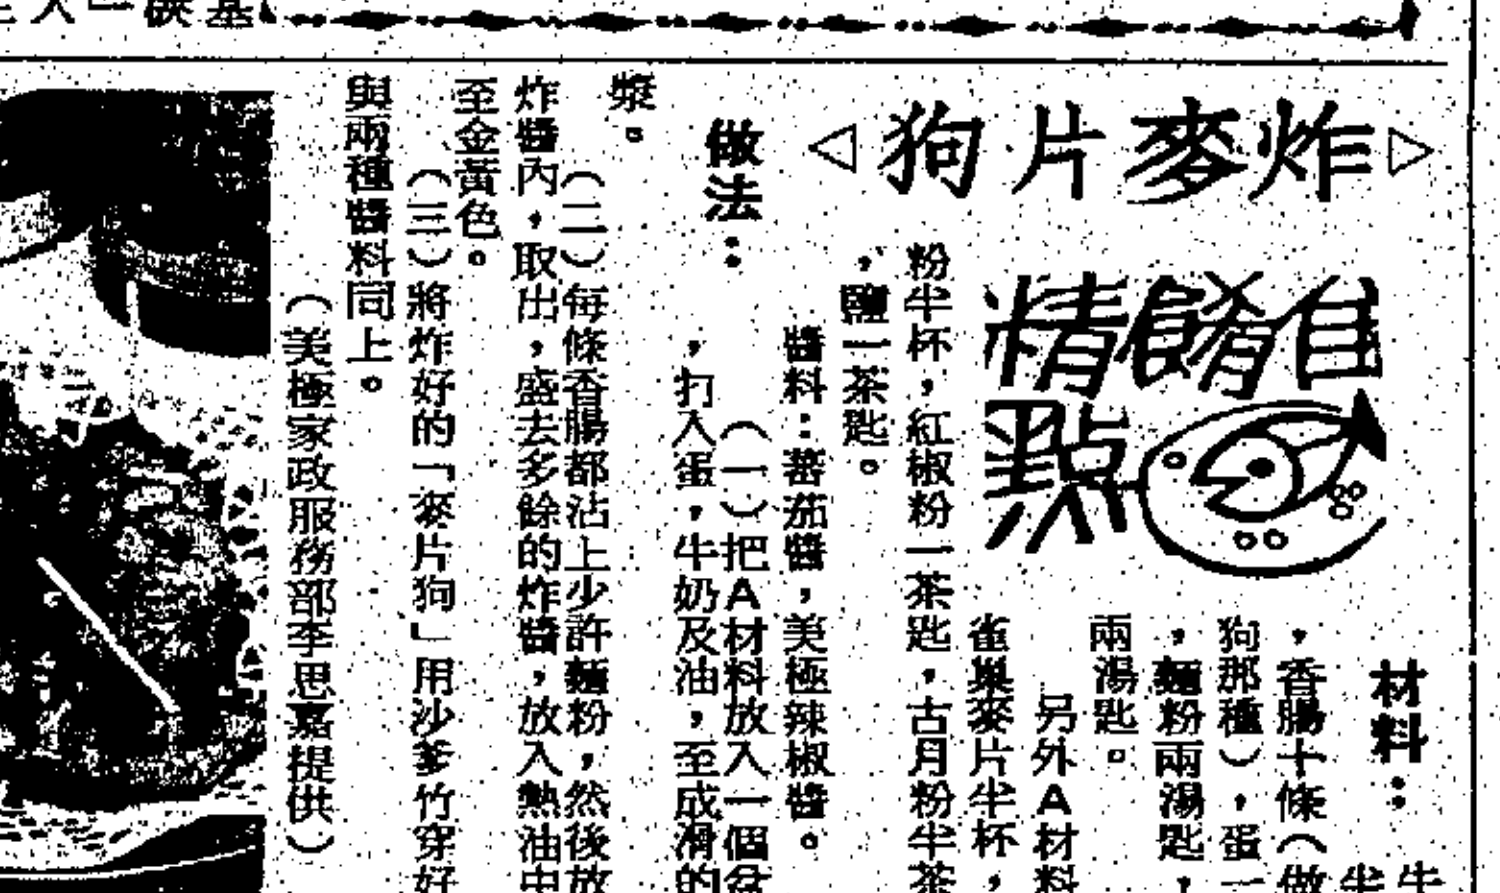 炸麥片狗
佳餚精點
材料：
牛
半
，香腸十條（做
狗那種），蛋一
，麵粉兩湯匙，
兩湯匙。
另外A材料
雀巢麥片半杯，
粉半杯，紅椒粉一茶匙，古月粉半茶
，鹽一茶匙。
醬料：蕃茄醬，美極辣椒醬。
做法：
（一）把A材料放入一個盆
，打入蛋，牛奶及油，至成滑的
漿。
（二）每條香腸都沾上少許麵粉，然後放
炸醬內，取出，盛去多餘的炸醬，放入熱油中
至金黃色。
（三）將炸好的「麥片狗」用沙爹竹穿好
與兩種醬料同上。
（美極家政服務部李思嘉提供）